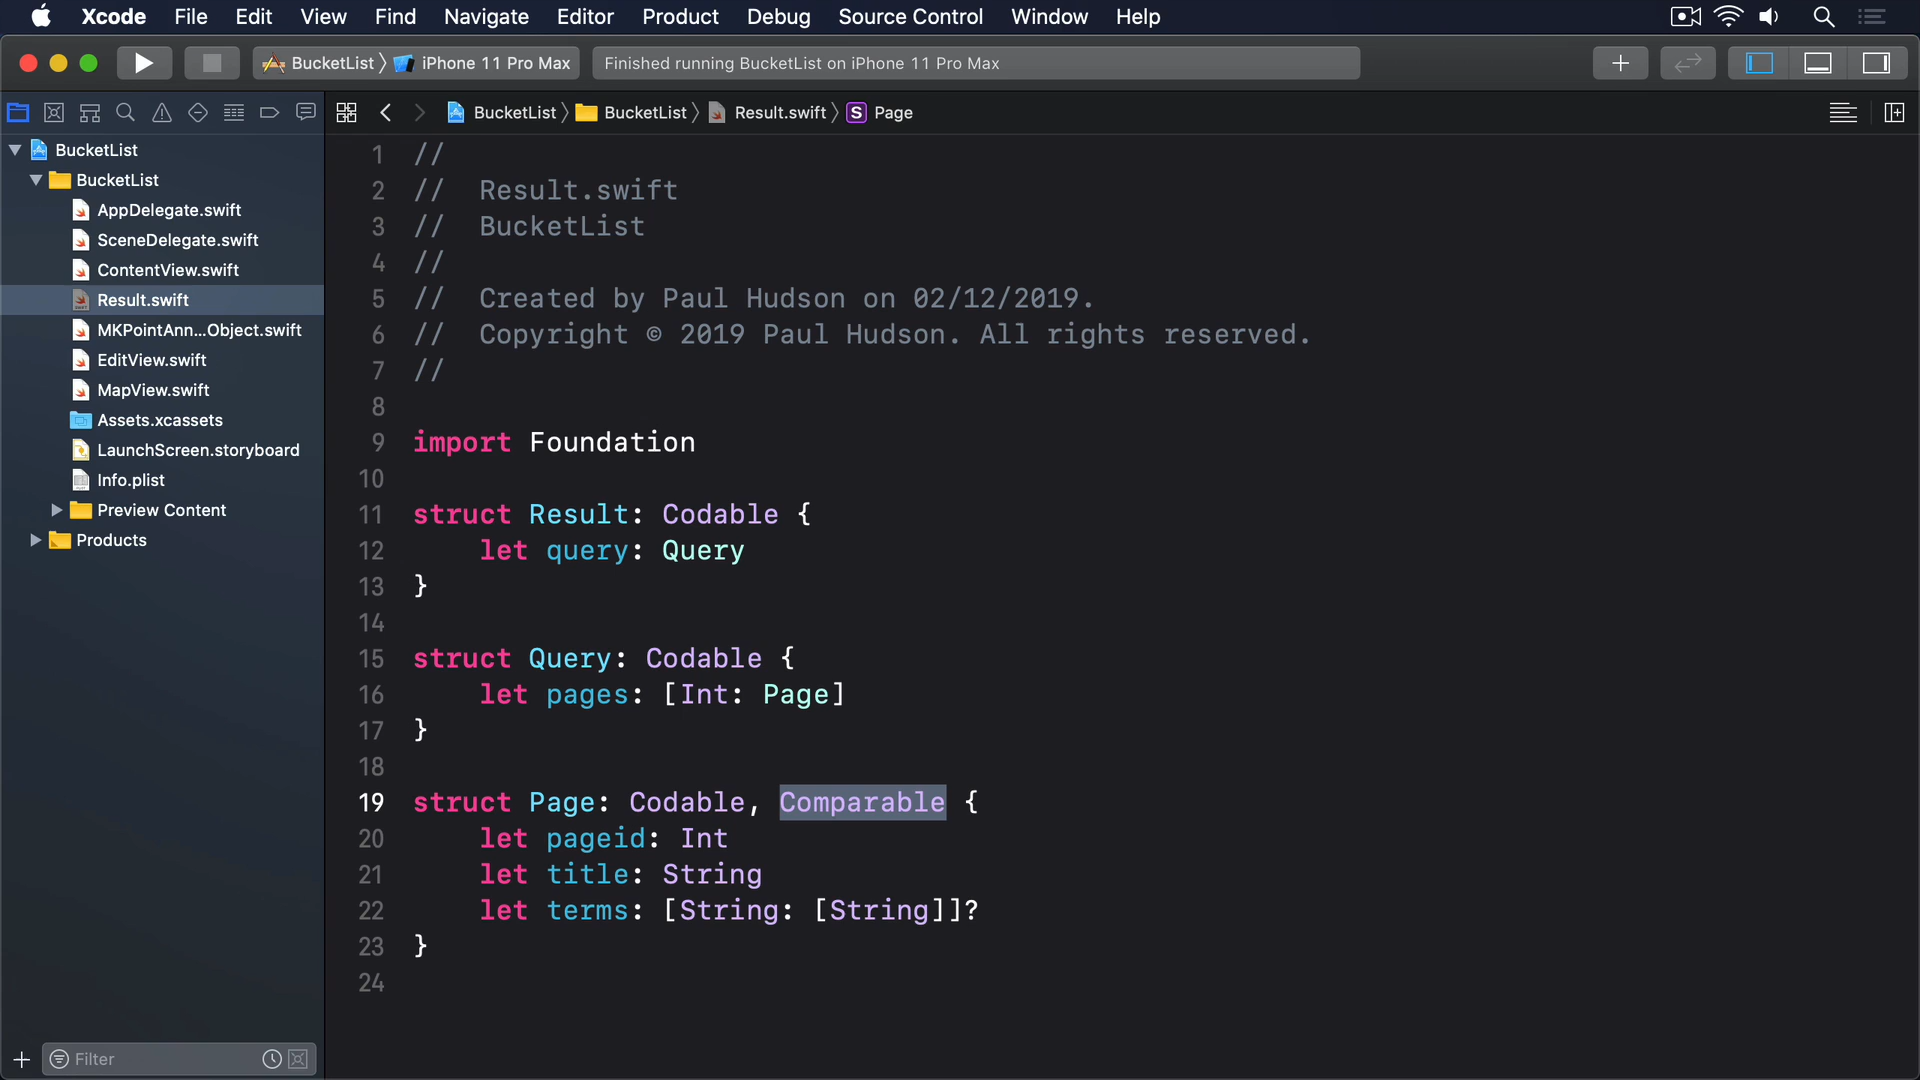 Xcode File Edit View Find Navigate Editor Product Debug Source Control Window Help
BucketList iPhone 11 Pro Max Finished running BucketList on iPhone 11 Pro Max
BucketList BucketList Result.swift S Page
BucketList
BucketList
AppDelegate.swift
SceneDelegate.swift
ContentView.swift
Result.swift
MKPointAnn...Object.swift
EditView.swift
MapView.swift
Assets.xcassets
LaunchScreen.storyboard
Info.plist
Preview Content
Products
Filter
1 //
2 //  Result.swift
3 //  BucketList
4 //
5 //  Created by Paul Hudson on 02/12/2019.
6 //  Copyright © 2019 Paul Hudson. All rights reserved.
7 //
8
9 import Foundation
10
11 struct Result: Codable {
12     let query: Query
13 }
14
15 struct Query: Codable {
16     let pages: [Int: Page]
17 }
18
19 struct Page: Codable, Comparable {
20     let pageid: Int
21     let title: String
22     let terms: [String: [String]]?
23 }
24